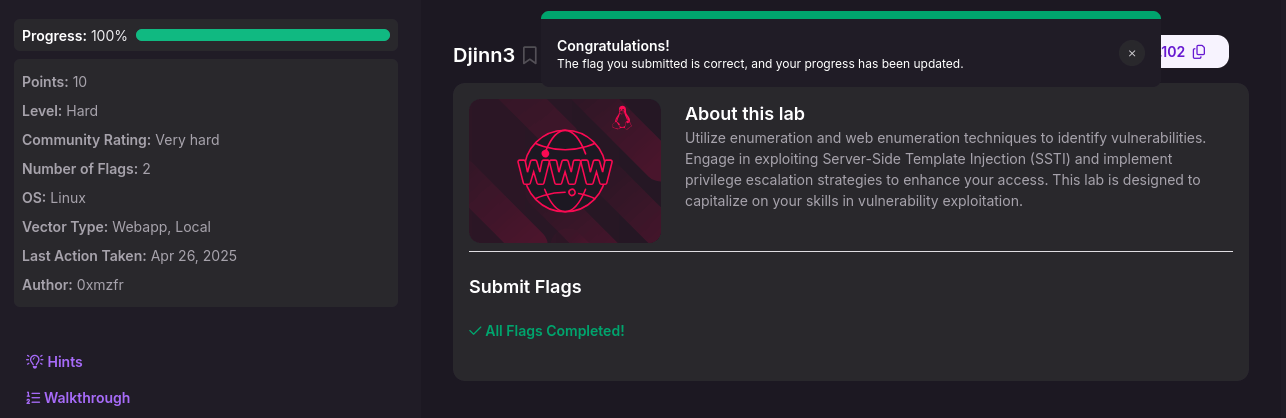 Progress: 100%
Points: 10
Level: Hard
Community Rating: Very hard
Number of Flags: 2
OS: Linux
Vector Type: Webapp, Local
Last Action Taken: Apr 26, 2025
Author: 0xmzfr
Hints
Walkthrough
Djinn3
Congratulations!
The flag you submitted is correct, and your progress has been updated.
102
WWW
About this lab
Utilize enumeration and web enumeration techniques to identify vulnerabilities.
Engage in exploiting Server-Side Template Injection (SSTI) and implement
privilege escalation strategies to enhance your access. This lab is designed to
capitalize on your skills in vulnerability exploitation.
Submit Flags
All Flags Completed!